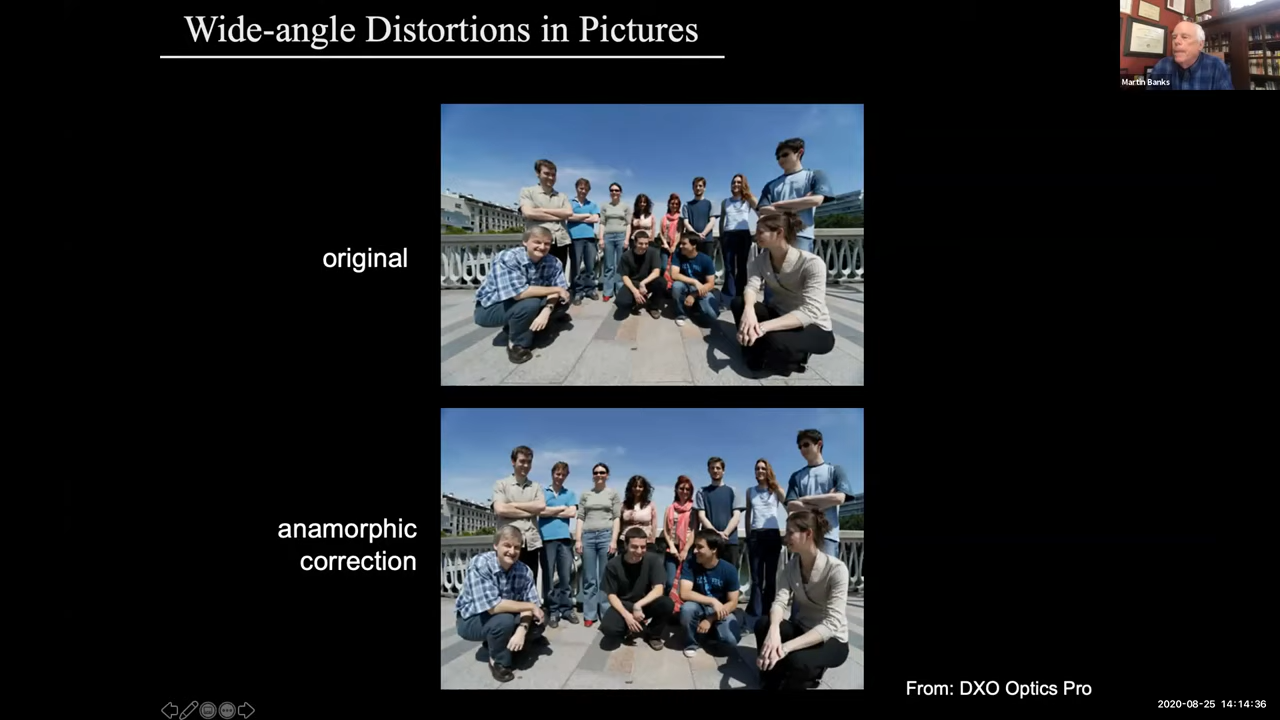 Wide-angle Distortions in Pictures
Martin Banks
original
anamorphic
correction
From: DXO Optics Pro
2020-08-25 14:14:36